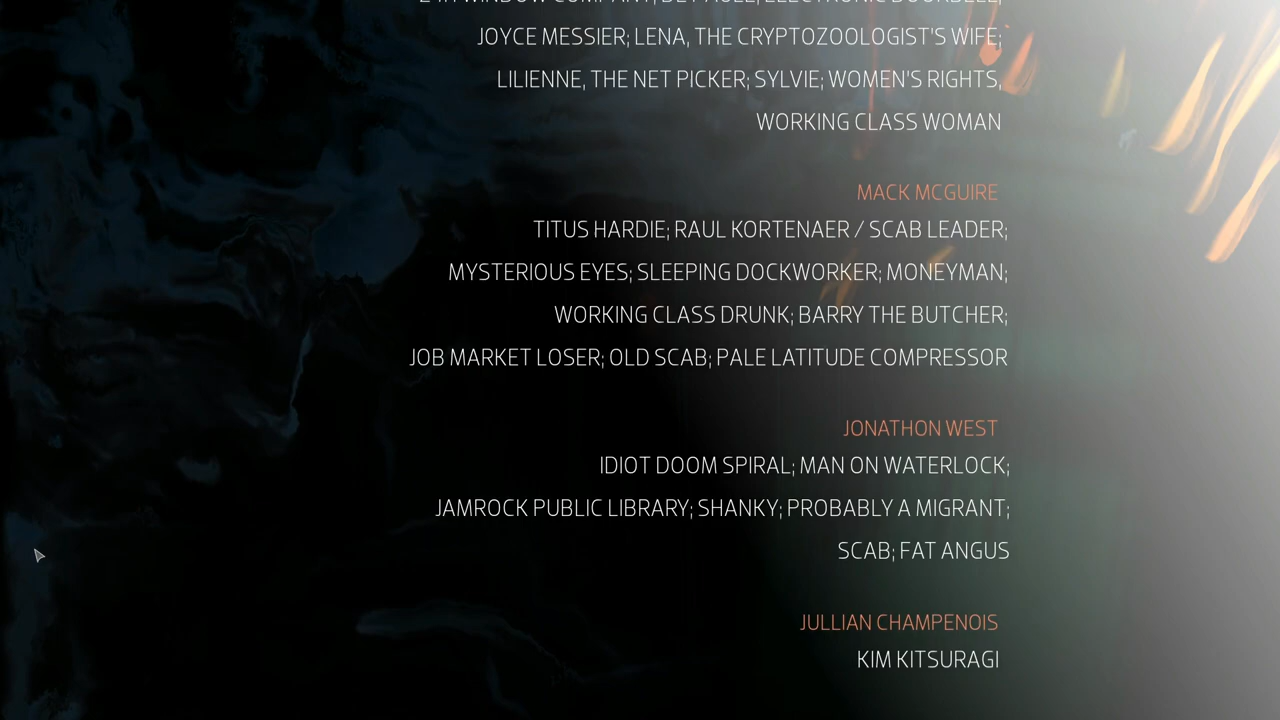 JOYCE MESSIER; LENA, THE CRYPTOZOOLOGIST'S WIFE;
LILIENNE, THE NET PICKER; SYLVIE; WOMEN'S RIGHTS,
WORKING CLASS WOMAN
MACK MCGUIRE
TITUS HARDIE; RAUL KORTENAER / SCAB LEADER;
MYSTERIOUS EYES; SLEEPING DOCKWORKER; MONEYMAN;
WORKING CLASS DRUNK; BARRY THE BUTCHER;
JOB MARKET LOSER; OLD SCAB; PALE LATITUDE COMPRESSOR
JONATHON WEST
IDIOT DOOM SPIRAL; MAN ON WATERLOCK;
JAMROCK PUBLIC LIBRARY; SHANKY; PROBABLY A MIGRANT;
SCAB; FAT ANGUS
JULLIAN CHAMPENOIS
KIM KITSURAGI